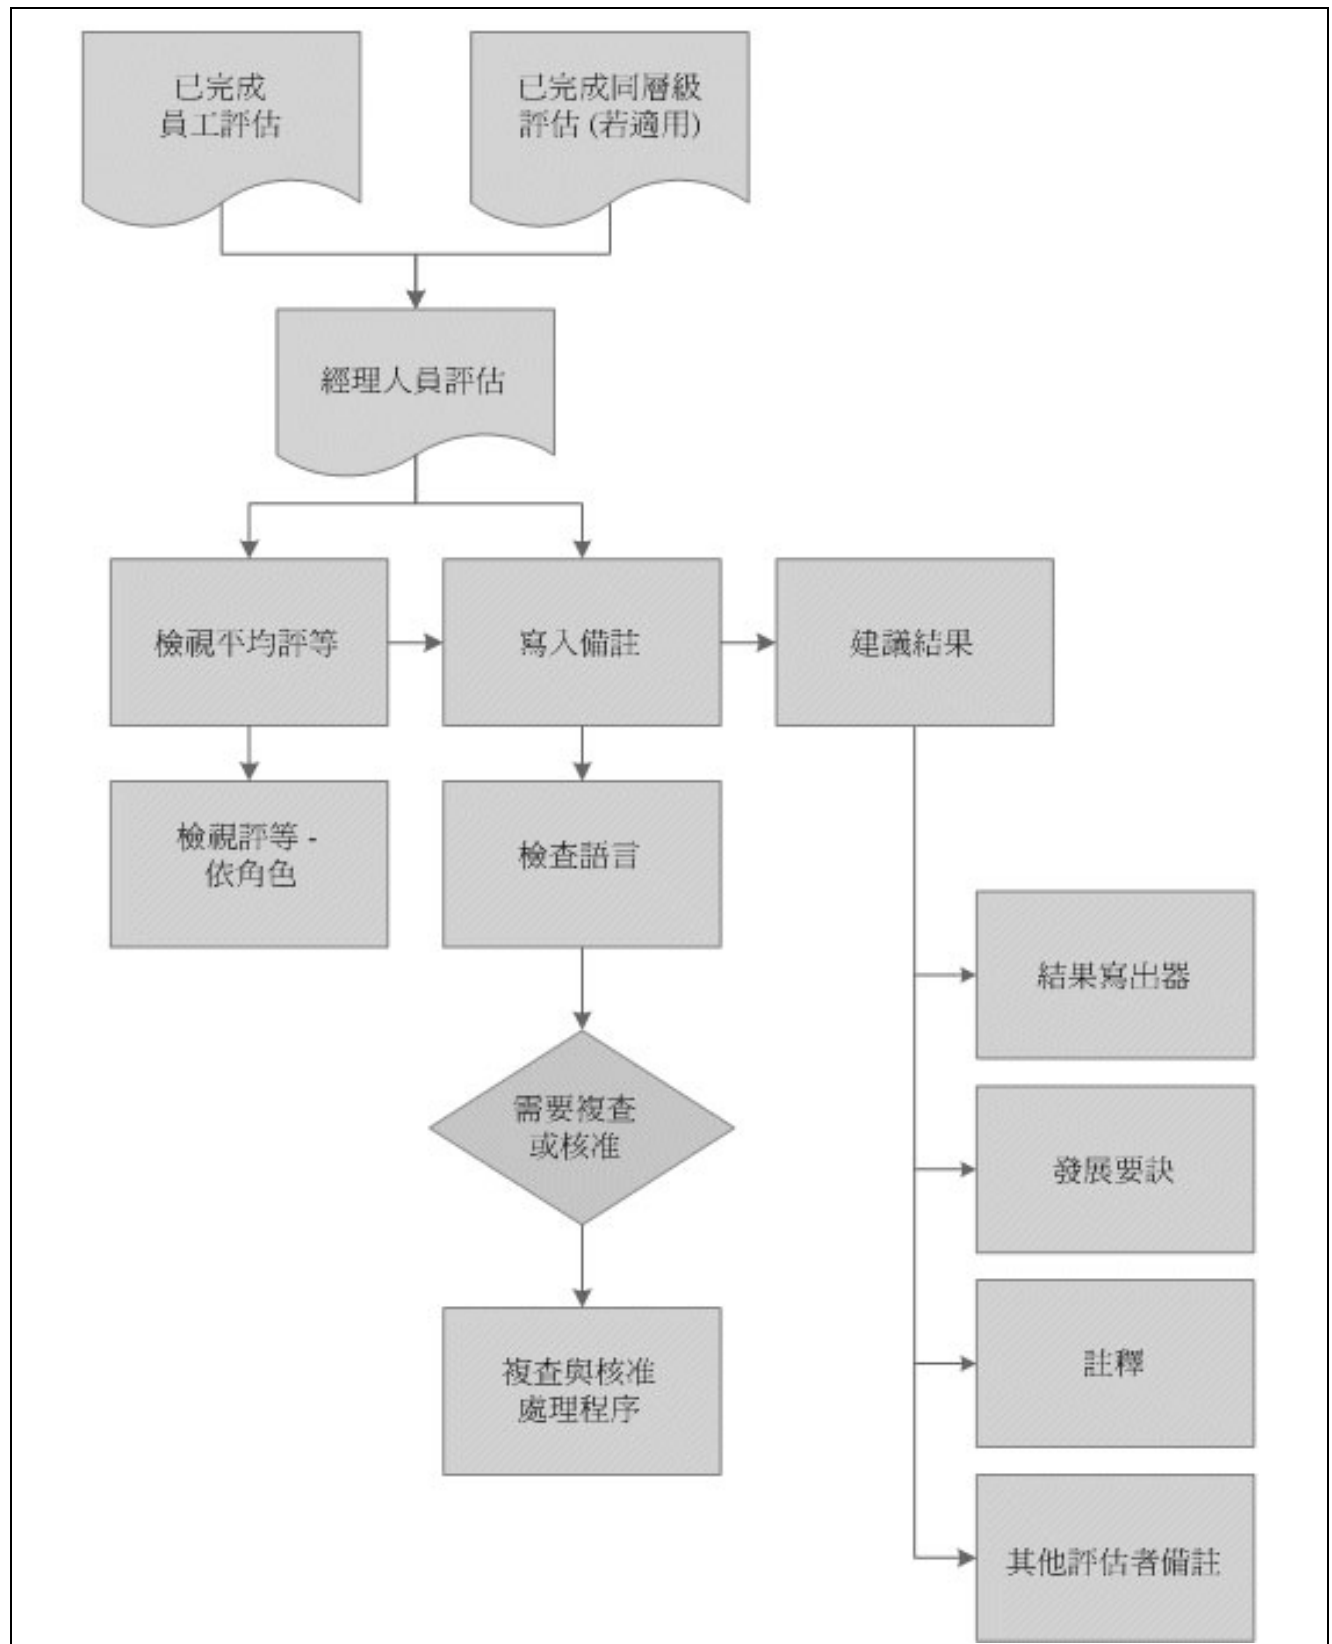 已完成
員工評估
已完成同層級
評估 (若適用)
經理人員評估
檢視平均評等
寫入備註
建議結果
檢視評等 -
依角色
檢查語言
結果寫出器
需要複查
或核准
發展要訣
複查與核准
處理程序
註釋
其他評估者備註